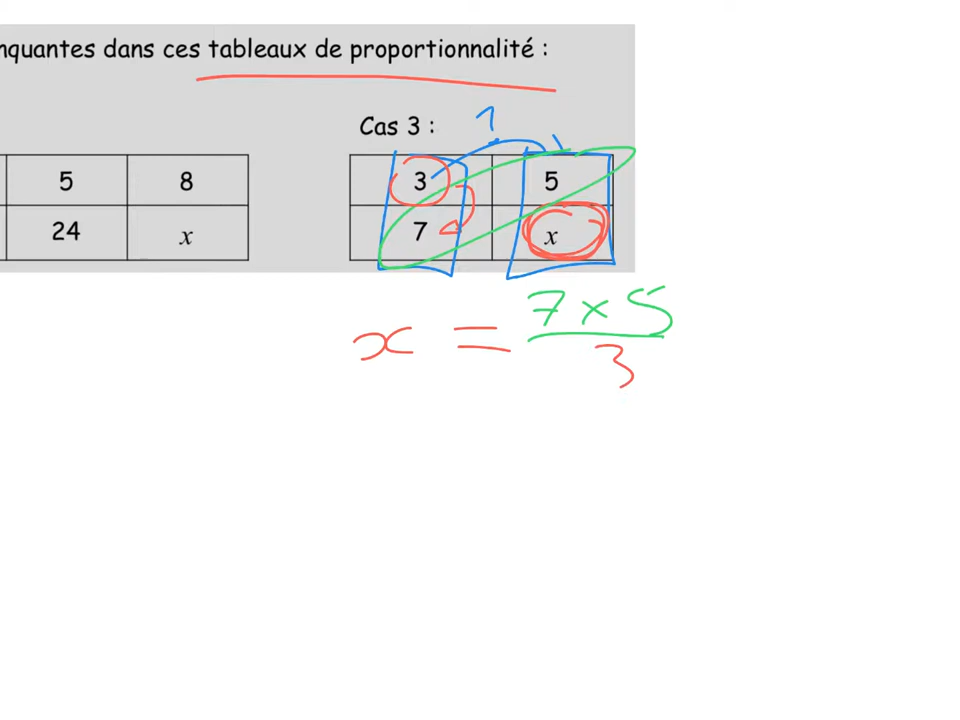 nquantes dans ces tableaux de proportionnalité :
Cas 3 :
?
5 8
24 x
3 5
7 x
x = 7 x 5 / 3